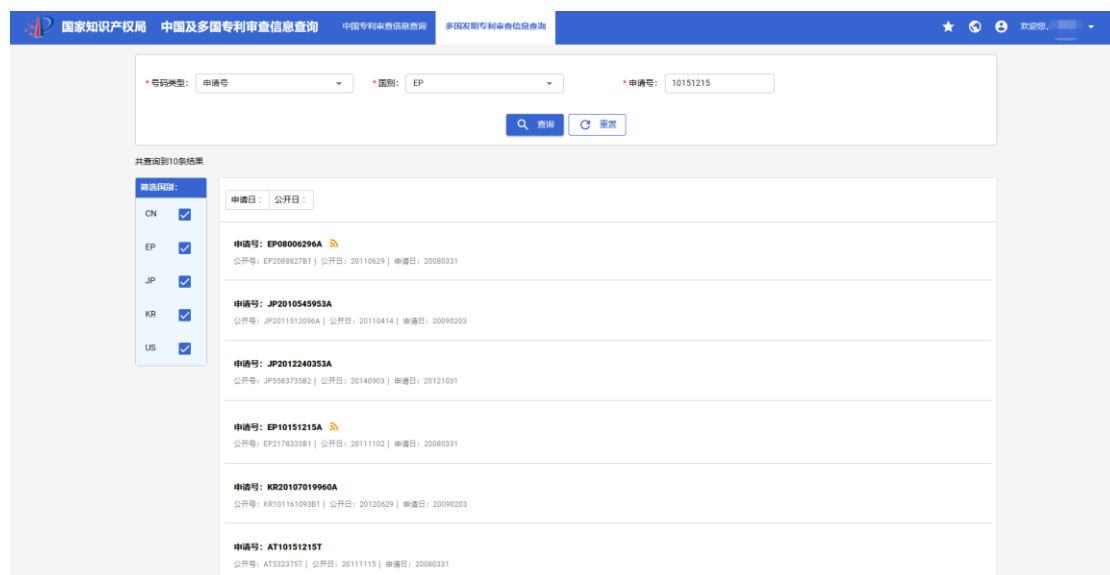 国家知识产权局 中国及多国专利审查信息查询 中国专利审查信息查询 多国发明专利审查信息查询 欢迎您,
*号码类型: 申请号 *国别: EP *申请号: 10151215
查询 重置
共查询到10条结果
筛选国别:
CN
EP
JP
KR
US
申请日: 公开日:
申请号: EP08006296A
公开号: EP2088827B1 | 公开日: 20110629 | 申请日: 20080331
申请号: JP2010545953A
公开号: JP2011512096A | 公开日: 20110414 | 申请日: 20090203
申请号: JP2012240353A
公开号: JP5583735B2 | 公开日: 20140903 | 申请日: 20121031
申请号: EP10151215A
公开号: EP2178333B1 | 公开日: 20111102 | 申请日: 20080331
申请号: KR20107019960A
公开号: KR101161093B1 | 公开日: 20120629 | 申请日: 20090203
申请号: AT10151215T
公开号: AT532375T | 公开日: 20111115 | 申请日: 20080331